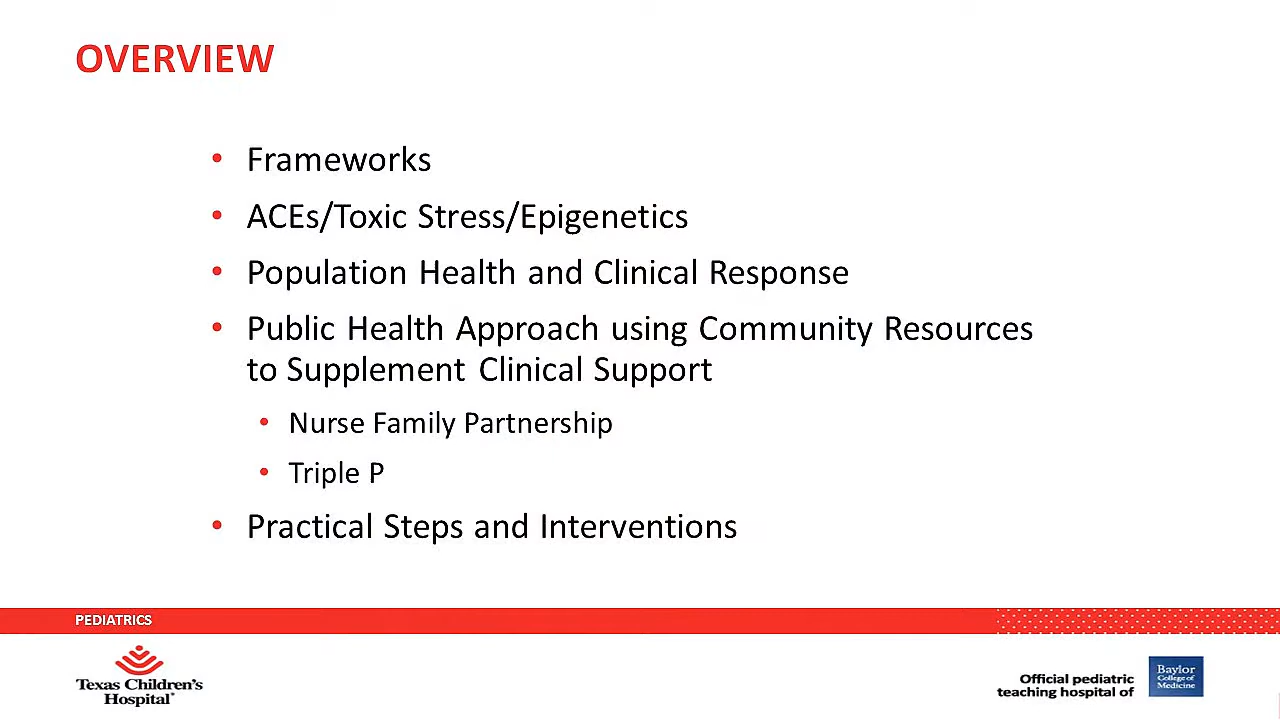 OVERVIEW
• Frameworks
• ACEs/Toxic Stress/Epigenetics
• Population Health and Clinical Response
• Public Health Approach using Community Resources
to Supplement Clinical Support
• Nurse Family Partnership
• Triple P
• Practical Steps and Interventions
PEDIATRICS
Texas Children's
Hospital®
Official pediatric
teaching hospital of
Baylor
College of
Medicine